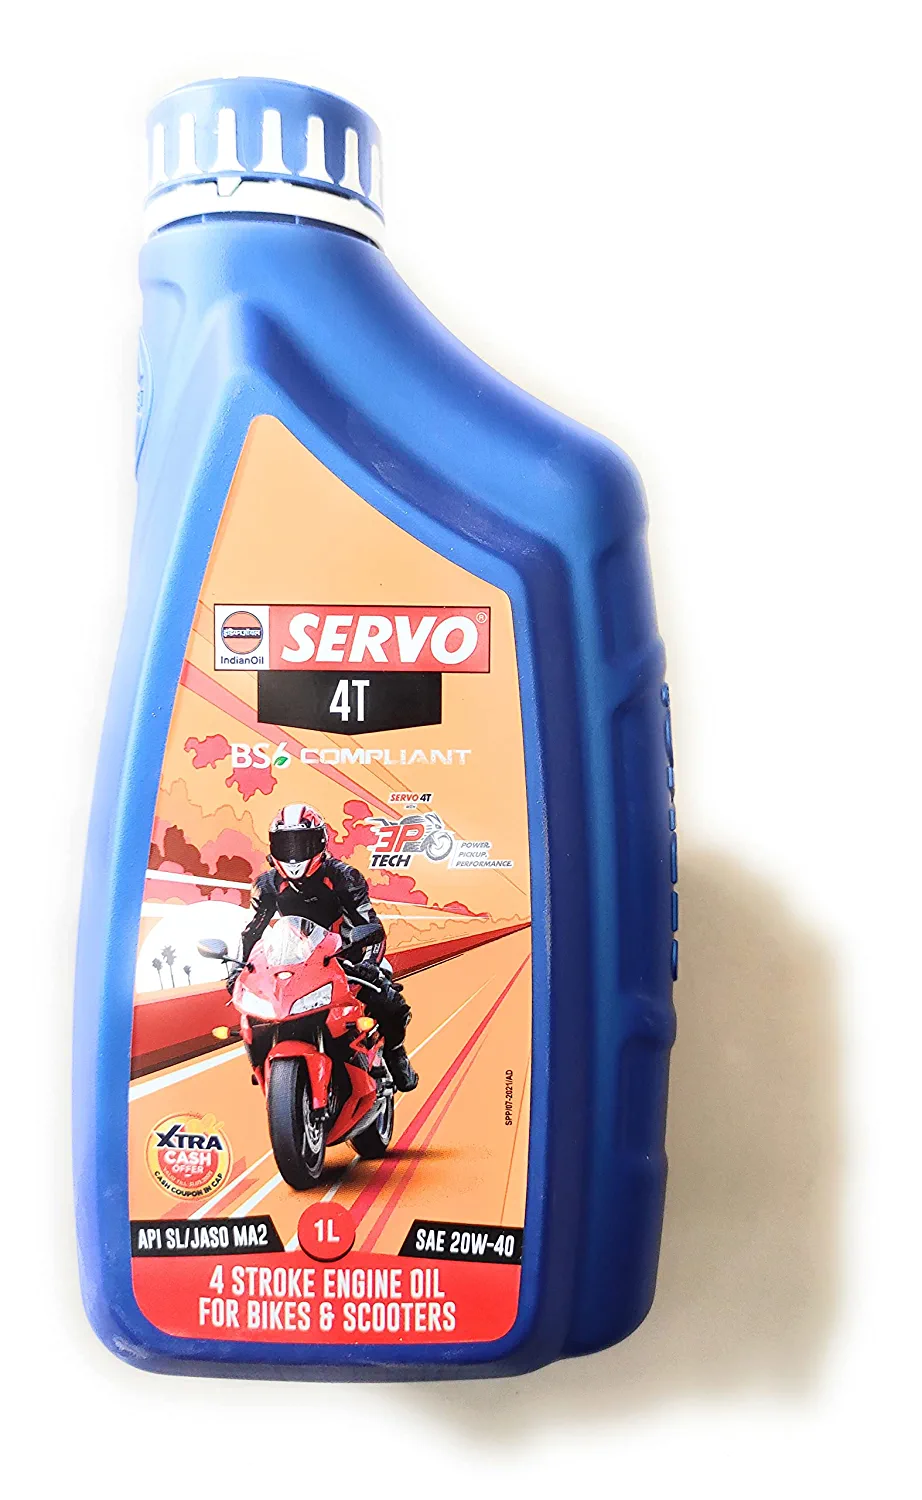 इंडियनऑयल
IndianOil
SERVO®
4T
BS6 COMPLIANT
SERVO 4T
WITH
3P
TECH
POWER.
PICKUP.
PERFORMANCE.
SPP/07-2021/AD
XTRA
CASH
OFFER
CASH COUPON IN CAP
API SL/JASO MA2
1L
SAE 20W-40
4 STROKE ENGINE OIL
FOR BIKES & SCOOTERS